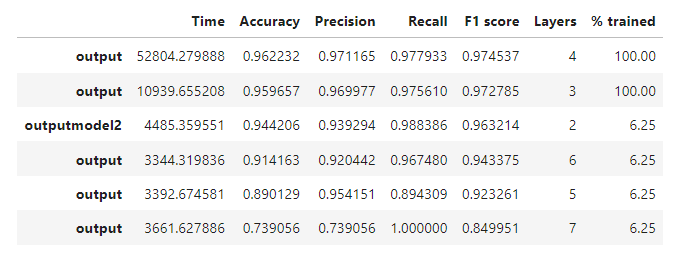 Time Accuracy Precision Recall F1 score Layers % trained
output 52804.279888 0.962232 0.971165 0.977933 0.974537 4 100.00
output 10939.655208 0.959657 0.969977 0.975610 0.972785 3 100.00
outputmodel2 4485.359551 0.944206 0.939294 0.988386 0.963214 2 6.25
output 3344.319836 0.914163 0.920442 0.967480 0.943375 6 6.25
output 3392.674581 0.890129 0.954151 0.894309 0.923261 5 6.25
output 3661.627886 0.739056 0.739056 1.000000 0.849951 7 6.25